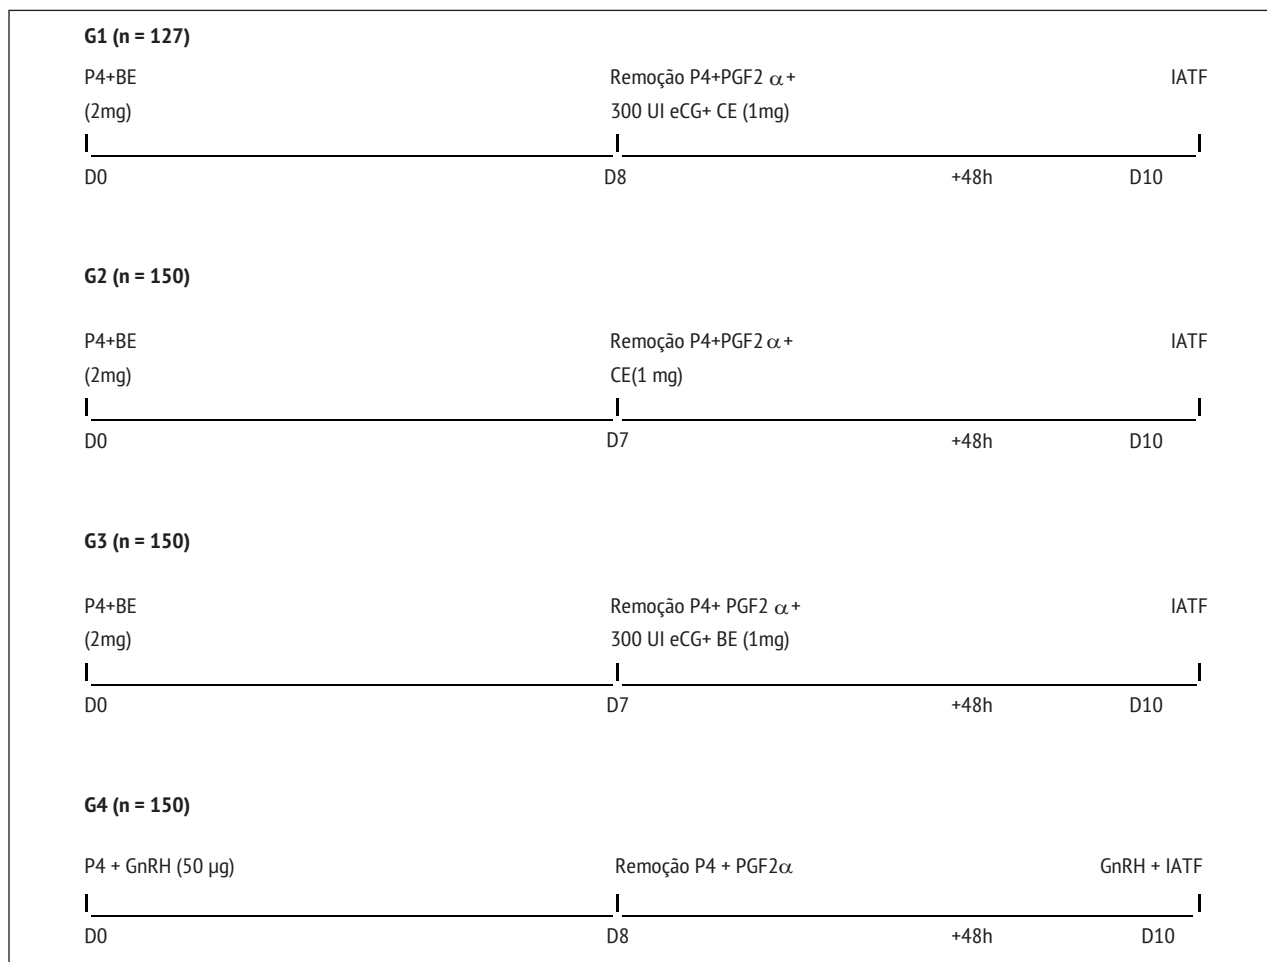 G1 (n = 127)
P4+BE Remoção P4+PGF2 α+ IATF
(2mg) 300 UI eCG+ CE (1mg)
D0 D8 +48h D10
G2 (n = 150)
P4+BE Remoção P4+PGF2 α+ IATF
(2mg) CE(1 mg)
D0 D7 +48h D10
G3 (n = 150)
P4+BE Remoção P4+ PGF2 α+ IATF
(2mg) 300 UI eCG+ BE (1mg)
D0 D7 +48h D10
G4 (n = 150)
P4 + GnRH (50 µg) Remoção P4 + PGF2α GnRH + IATF
D0 D8 +48h D10